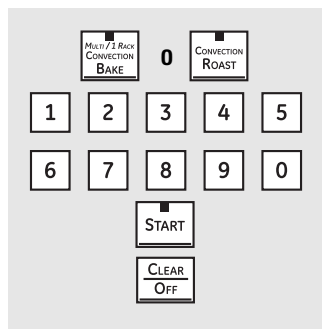 Multi / 1 Rack
Convection
Bake
0
Convection
Roast
1 2 3 4 5
6 7 8 9 0
Start
Clear
Off